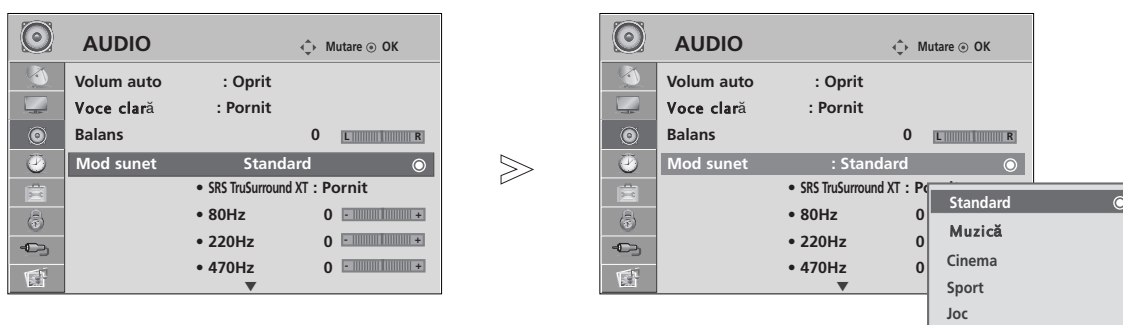 AUDIO Mutare OK
Volum auto : Oprit
Voce clară : Pornit
Balans 0 L R
Mod sunet Standard
• SRS TruSurround XT : Pornit
• 80Hz 0 - +
• 220Hz 0 - +
• 470Hz 0 - +
AUDIO Mutare OK
Volum auto : Oprit
Voce clară : Pornit
Balans 0 L R
Mod sunet : Standard
• SRS TruSurround XT :
• 80Hz 0
• 220Hz 0
• 470Hz 0
Standard
Muzică
Cinema
Sport
Joc